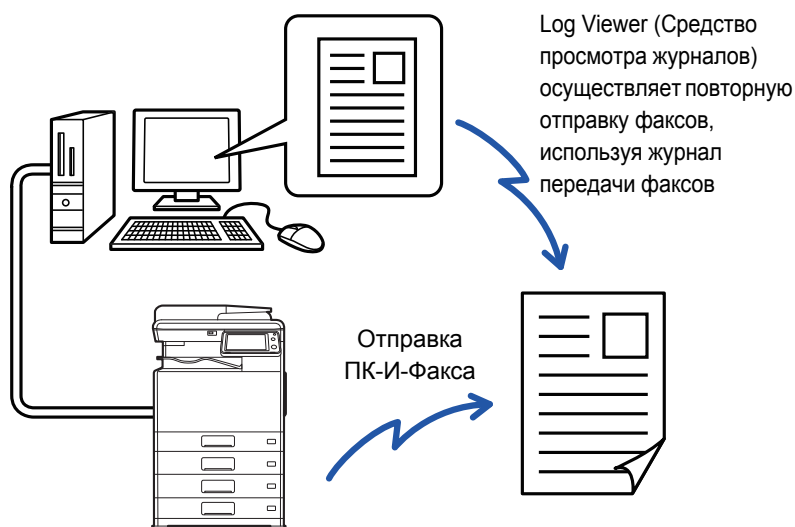 Log Viewer (Средство
просмотра журналов)
осуществляет повторную
отправку факсов,
используя журнал
передачи факсов
Отправка
ПК-И-Факса